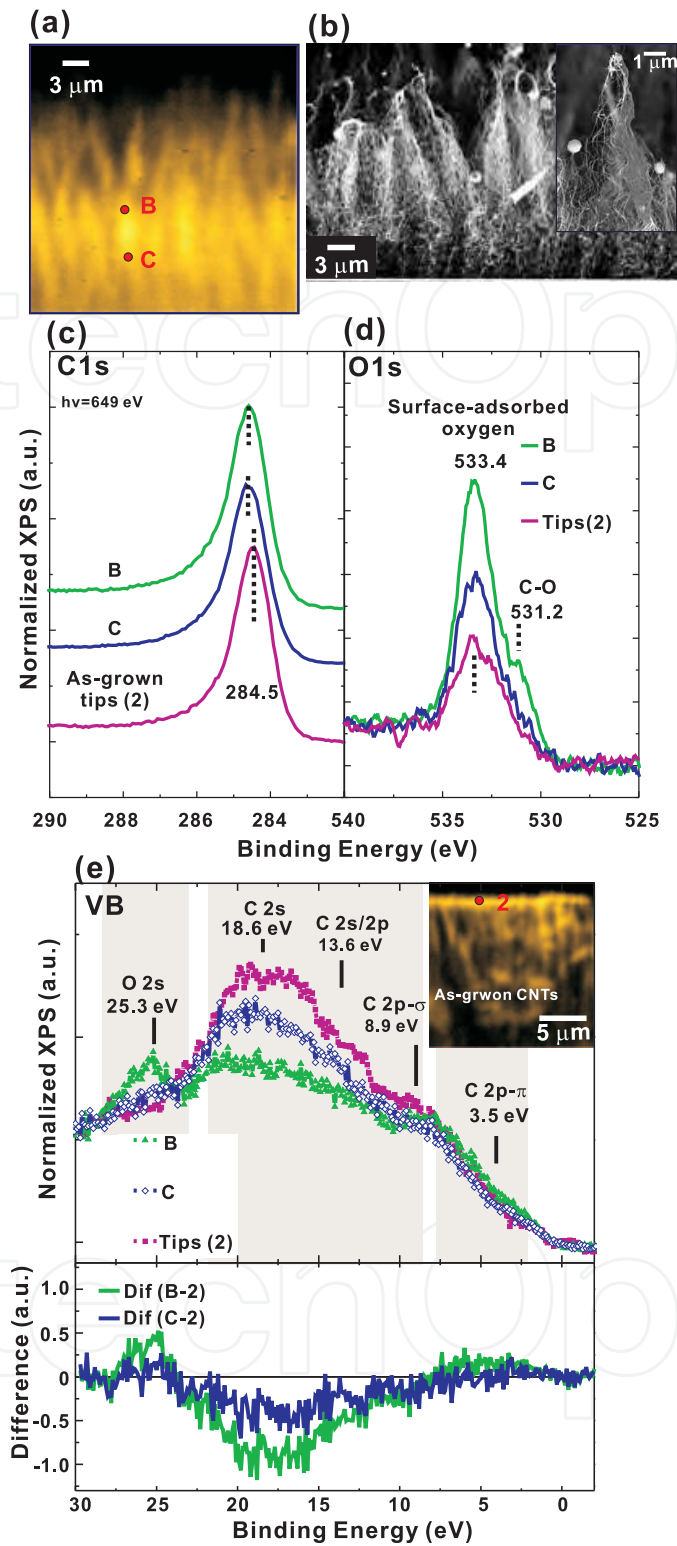 (a)
3 μm
B
C
(b)
1 μm
3 μm
(c)
C1s
hν=649 eV
B
C
As-grown
tips (2)
284.5
Normalized XPS (a.u.)
290 288 286 284
(d)
O1s
Surface-adsorbed
oxygen
533.4
B
C
Tips(2)
C-O
531.2
540 535 530 525
Binding Energy (eV)
(e)
VB
C 2s
18.6 eV
C 2s/2p
13.6 eV
O 2s
25.3 eV
C 2p-σ
8.9 eV
2
As-grwon CNTs
5 μm
C 2p-π
3.5 eV
B
C
Tips (2)
Normalized XPS (a.u.)
Dif (B-2)
Dif (C-2)
1.0
0.5
0
-0.5
-1.0
Difference (a.u.)
30 25 20 15 10 5 0
Binding Energy (eV)